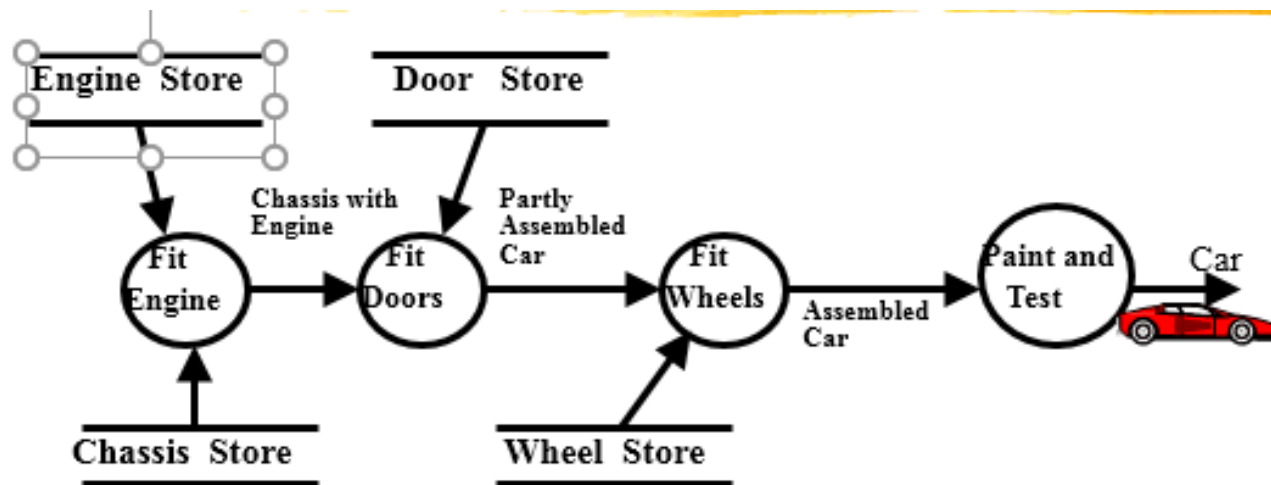 Engine Store
Door Store
Chassis with
Engine
Partly
Assembled
Car
Fit
Engine
Fit
Doors
Fit
Wheels
Assembled
Car
Paint and
Test
Car
Chassis Store
Wheel Store